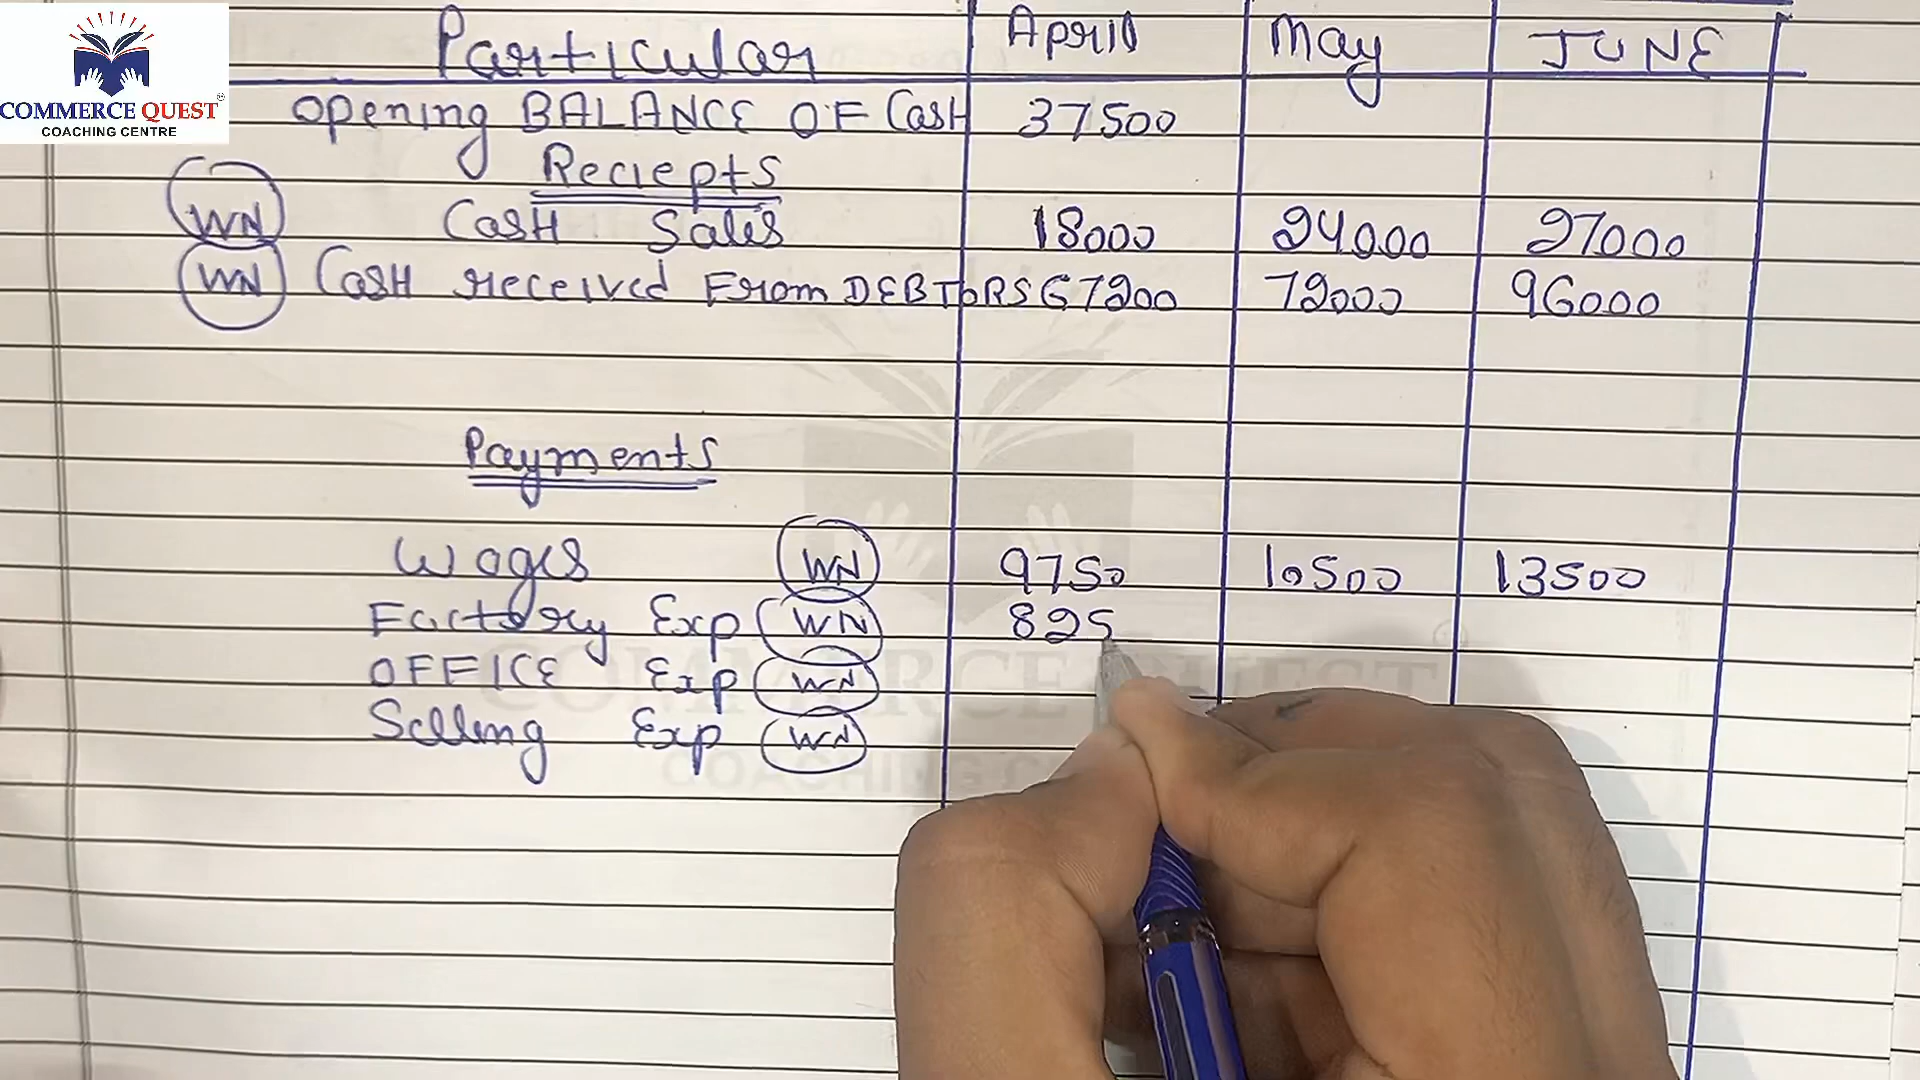 COMMERCE QUEST
COACHING CENTRE
Particular April May JUNE
Opening BALANCE OF CasH 37500
Reciepts
WN CasH Sales 18000 24000 27000
WN CasH received From DEBTORS 67200 72000 96000
Payments
Wages WN 9750 10500 13500
Factory Exp WN 825
OFFICE Exp WN
Selling Exp WN